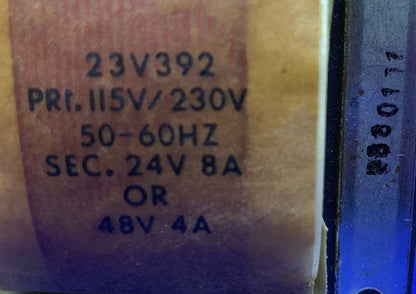 23V392
PRI. 115V/230V
50-60HZ
SEC. 24V 8A
OR
48V 4A